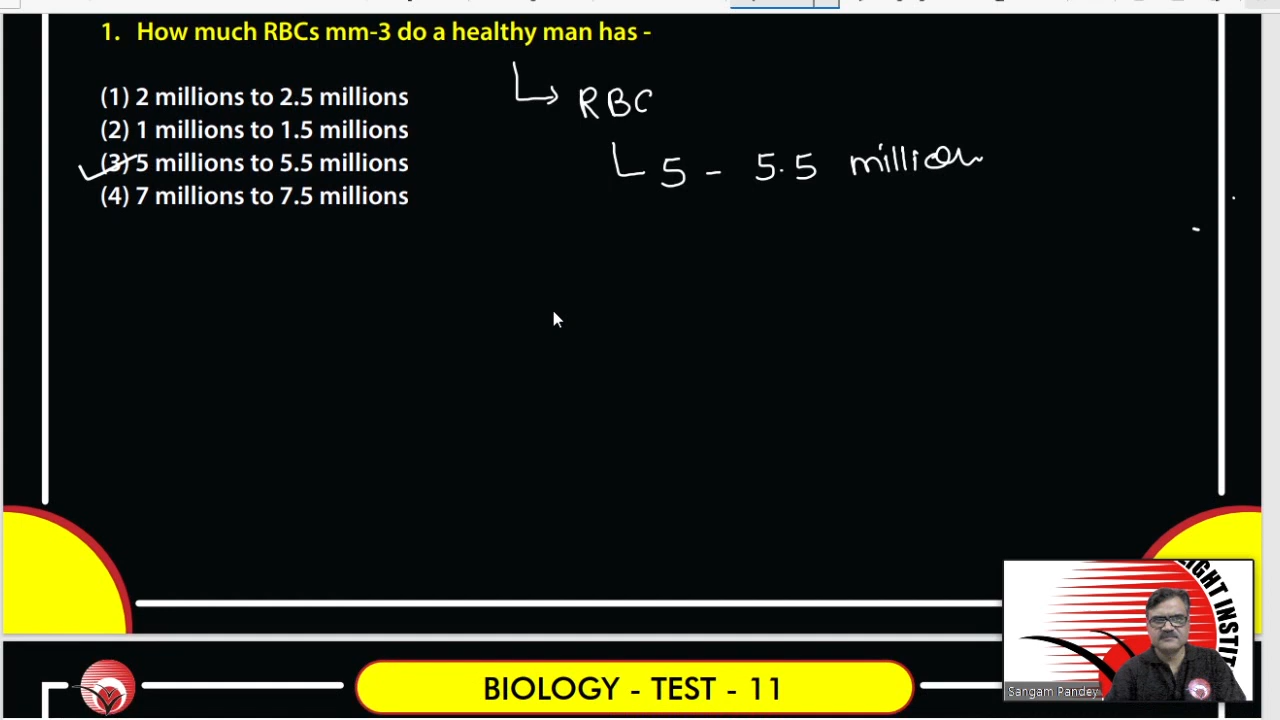 1. How much RBCs mm-3 do a healthy man has -
RBC
(1) 2 millions to 2.5 millions
(2) 1 millions to 1.5 millions
(3) 5 millions to 5.5 millions
5 - 5.5 million
(4) 7 millions to 7.5 millions
IGHT INSTIT
Sangam Pandey
BIOLOGY - TEST - 11